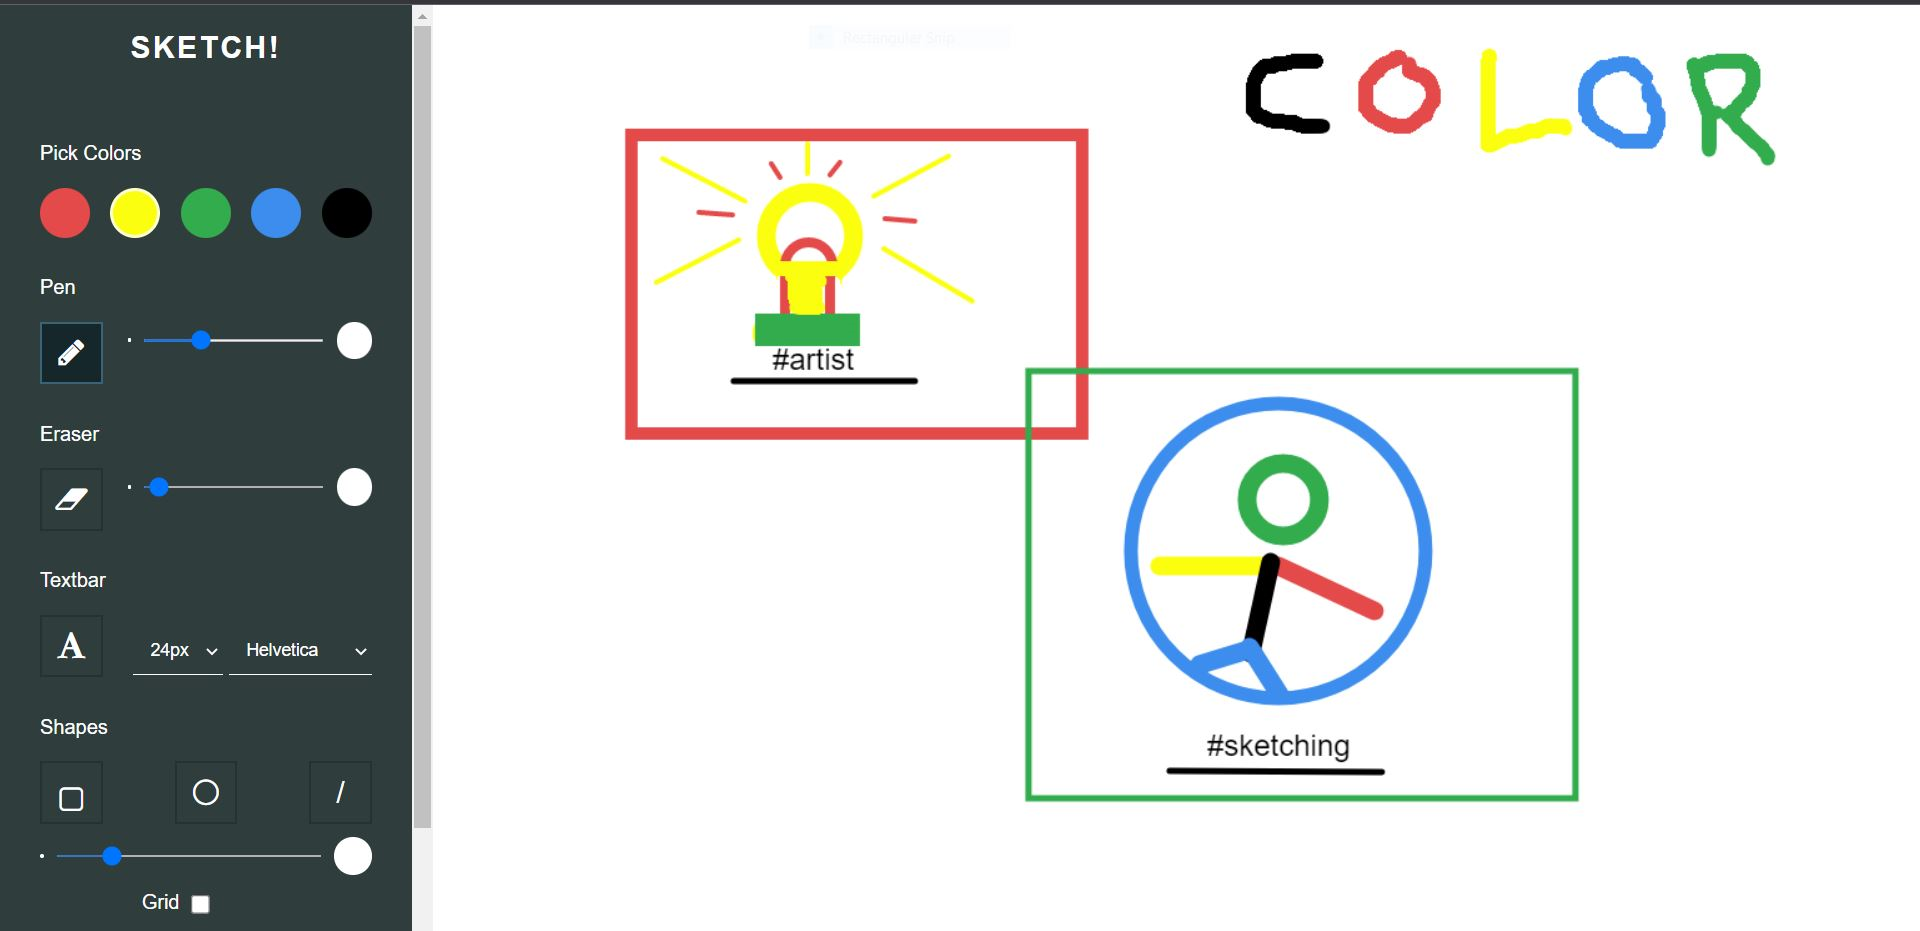 SKETCH!
Pick Colors
Pen
Eraser
Textbar
A
24px Helvetica
Shapes
Grid
Rectangular Snip
COLOR
#artist
#sketching